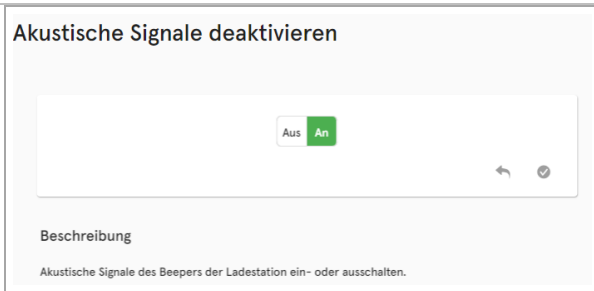 Akustische Signale deaktivieren
Aus An
Beschreibung
Akustische Signale des Beepers der Ladestation ein- oder ausschalten.